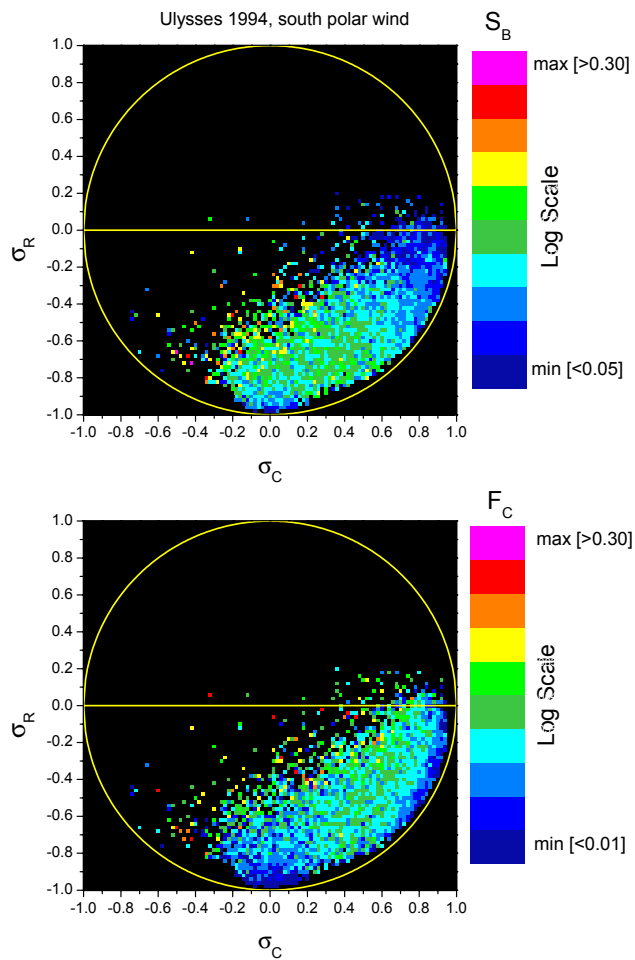 Ulysses 1994, south polar wind
S_B
1.0
0.8
0.6
0.4
0.2
0.0
-0.2
-0.4
-0.6
-0.8
-1.0
σ_R
-1.0 -0.8 -0.6 -0.4 -0.2 0.0 0.2 0.4 0.6 0.8 1.0
σ_C
max [>0.30]
Log Scale
min [<0.05]
F_C
1.0
0.8
0.6
0.4
0.2
0.0
-0.2
-0.4
-0.6
-0.8
-1.0
σ_R
-1.0 -0.8 -0.6 -0.4 -0.2 0.0 0.2 0.4 0.6 0.8 1.0
σ_C
max [>0.30]
Log Scale
min [<0.01]